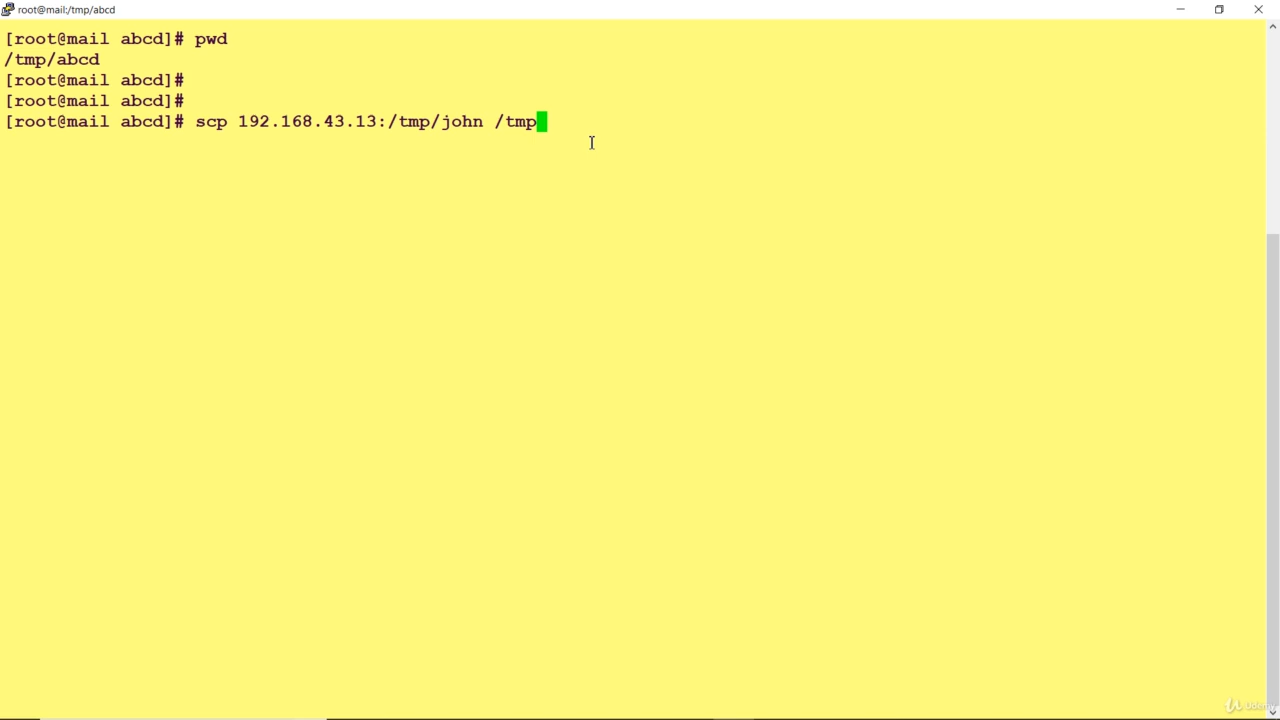 root@mail:/tmp/abcd
[root@mail abcd]# pwd
/tmp/abcd
[root@mail abcd]#
[root@mail abcd]#
[root@mail abcd]# scp 192.168.43.13:/tmp/john /tmp
Udemy